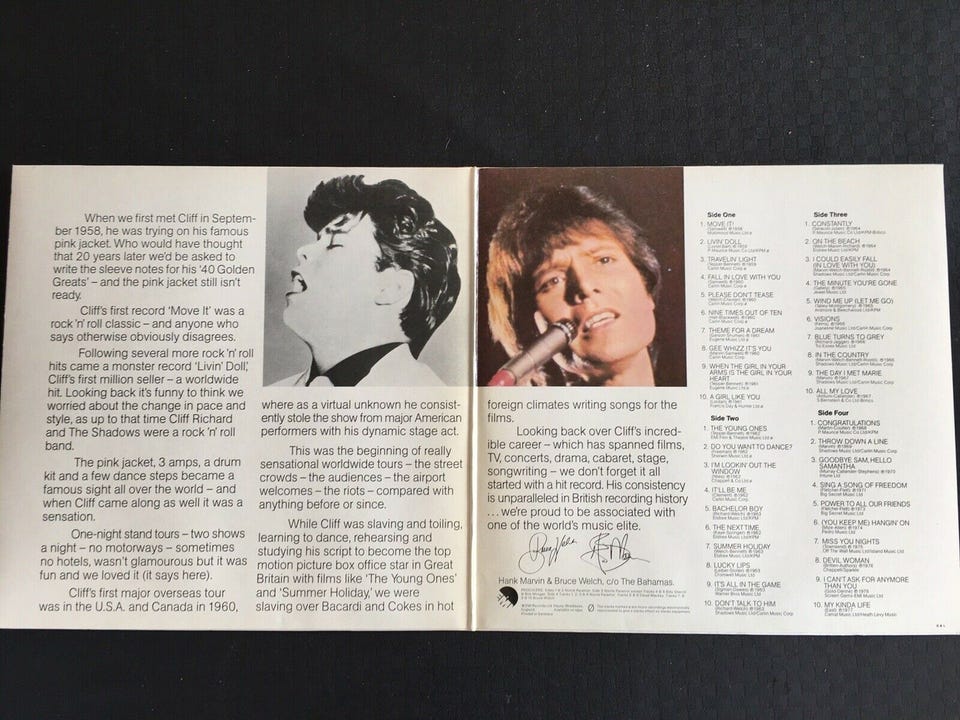 When we first met Cliff in Septem-
ber 1958, he was trying on his famous
pink jacket. Who would have thought
that 20 years later we'd be asked to
write the sleeve notes for his '40 Golden
Greats' – and the pink jacket still isn't
ready.
Cliff's first record 'Move It' was a
rock 'n' roll classic – and anyone who
says otherwise obviously disagrees.
Following several more rock 'n' roll
hits came a monster record 'Livin' Doll',
Cliff's first million seller – a worldwide
hit. Looking back it's funny to think we
worried about the change in pace and
style, as up to that time Cliff Richard
and The Shadows were a rock 'n' roll
band.
The pink jacket, 3 amps, a drum
kit and a few dance steps became a
famous sight all over the world – and
when Cliff came along as well it was a
sensation.
One-night stand tours – two shows
a night – no motorways – sometimes
no hotels, wasn't glamourous but it was
fun and we loved it (it says here).
Cliff's first major overseas tour
was in the U.S.A. and Canada in 1960,
where as a virtual unknown he consist-
ently stole the show from major American
performers with his dynamic stage act.
This was the beginning of really
sensational worldwide tours – the street
crowds – the audiences – the airport
welcomes – the riots – compared with
anything before or since.
While Cliff was slaving and toiling,
learning to dance, rehearsing and
studying his script to become the top
motion picture box office star in Great
Britain with films like 'The Young Ones'
and 'Summer Holiday,' we were
slaving over Bacardi and Cokes in hot
foreign climates writing songs for the
films.
Looking back over Cliff's incred-
ible career – which has spanned films,
TV, concerts, drama, cabaret, stage,
songwriting – we don't forget it all
started with a hit record. His consistency
is unparalleled in British recording history
... we're proud to be associated with
one of the world's music elite.
Hank Marvin & Bruce Welch, c/o The Bahamas.
Side One
1. MOVE IT!
2. LIVIN' DOLL
3. TRAVELIN' LIGHT
4. FALL IN LOVE WITH YOU
5. PLEASE DON'T TEASE
6. NINE TIMES OUT OF TEN
7. THEME FOR A DREAM
8. GEE WHIZZ IT'S YOU
9. WHEN THE GIRL IN YOUR
ARMS IS THE GIRL IN YOUR
HEART
10. A GIRL LIKE YOU
Side Two
1. THE YOUNG ONES
2. DO YOU WANT TO DANCE?
3. I'M LOOKIN' OUT THE
WINDOW
4. IT'LL BE ME
5. BACHELOR BOY
6. THE NEXT TIME
7. SUMMER HOLIDAY
8. LUCKY LIPS
9. IT'S ALL IN THE GAME
10. DON'T TALK TO HIM
Side Three
1. CONSTANTLY
2. ON THE BEACH
3. I COULD EASILY FALL
(IN LOVE WITH YOU)
4. THE MINUTE YOU'RE GONE
5. WIND ME UP (LET ME GO)
6. VISIONS
7. BLUE TURNS TO GREY
8. IN THE COUNTRY
9. THE DAY I MET MARIE
10. ALL MY LOVE
Side Four
1. CONGRATULATIONS
2. THROW DOWN A LINE
3. GOODBYE SAM, HELLO
SAMANTHA
4. SING A SONG OF FREEDOM
5. POWER TO ALL OUR FRIENDS
6. (YOU KEEP ME) HANGIN' ON
7. MISS YOU NIGHTS
8. DEVIL WOMAN
9. I CAN'T ASK FOR ANYMORE
THAN YOU
10. MY KINDA LIFE